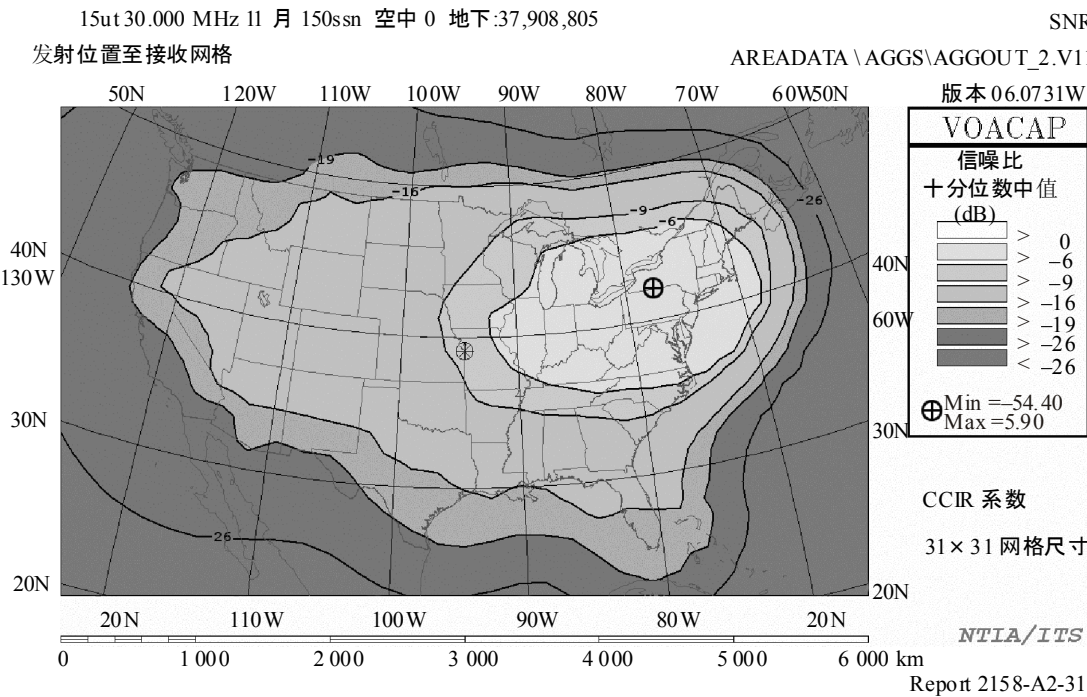 15ut 30.000 MHz 11 月 150ssn 空中 0 地下:37,908,805
SNR
发射位置至接收网格
AREADATA \ AGGS\AGGOUT_2.V11
50N 120W 110W 100W 90W 80W 70W 60W50N
版本 06.0731W
VOACAP
信噪比
十分位数中值
(dB)
> 0
> –6
> –9
> –16
> –19
> –26
< –26
Min =–54.40
Max =5.90
-19
-16
-9
-6
-26
40N
130W
40N
60W
30N
30N
26
20N
20N
CCIR 系数
31× 31 网格尺寸
20N 110W 100W 90W 80W 20N
NTIA/ITS
0 1 000 2 000 3 000 4 000 5 000 6 000 km
Report 2158-A2-31